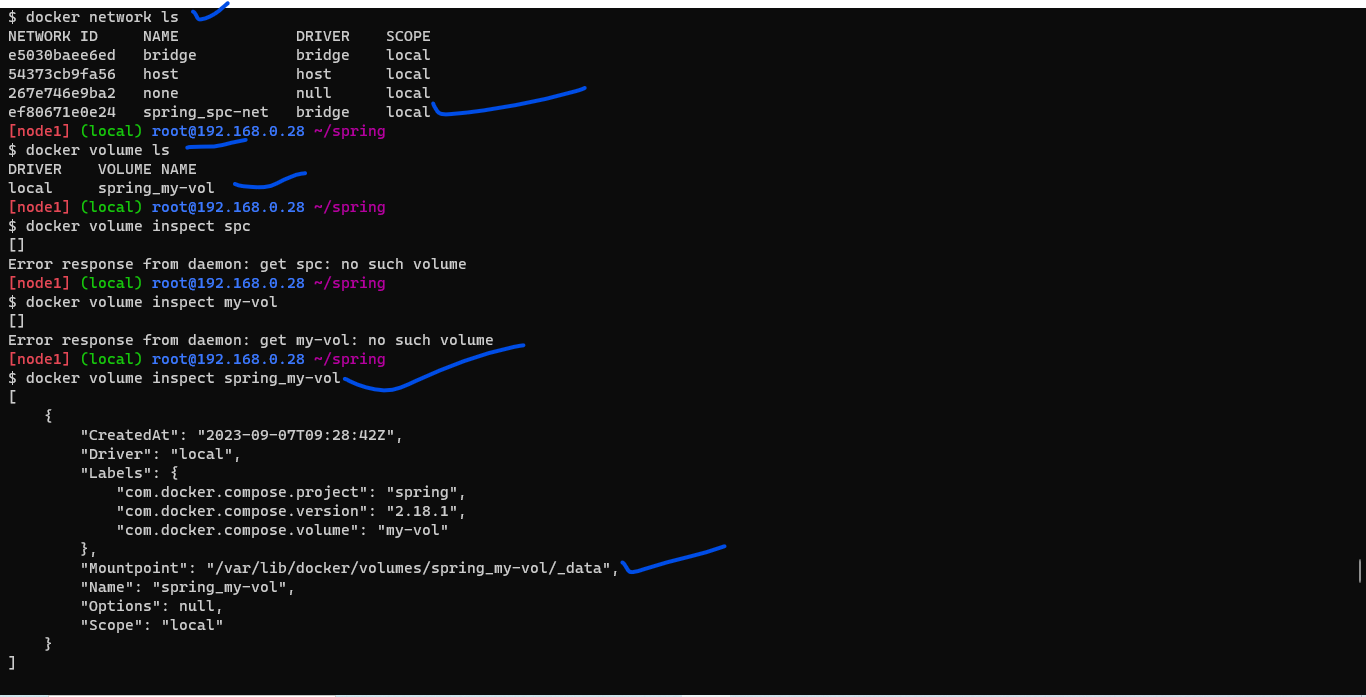 $ docker network ls
NETWORK ID     NAME             DRIVER    SCOPE
e5030baee6ed   bridge           bridge    local
54373cb9fa56   host             host      local
267e746e9ba2   none             null      local
ef80671e0e24   spring_spc-net   bridge    local
[node1] (local) root@192.168.0.28 ~/spring
$ docker volume ls
DRIVER    VOLUME NAME
local     spring_my-vol
[node1] (local) root@192.168.0.28 ~/spring
$ docker volume inspect spc
[]
Error response from daemon: get spc: no such volume
[node1] (local) root@192.168.0.28 ~/spring
$ docker volume inspect my-vol
[]
Error response from daemon: get my-vol: no such volume
[node1] (local) root@192.168.0.28 ~/spring
$ docker volume inspect spring_my-vol
[
    {
        "CreatedAt": "2023-09-07T09:28:42Z",
        "Driver": "local",
        "Labels": {
            "com.docker.compose.project": "spring",
            "com.docker.compose.version": "2.18.1",
            "com.docker.compose.volume": "my-vol"
        },
        "Mountpoint": "/var/lib/docker/volumes/spring_my-vol/_data",
        "Name": "spring_my-vol",
        "Options": null,
        "Scope": "local"
    }
]